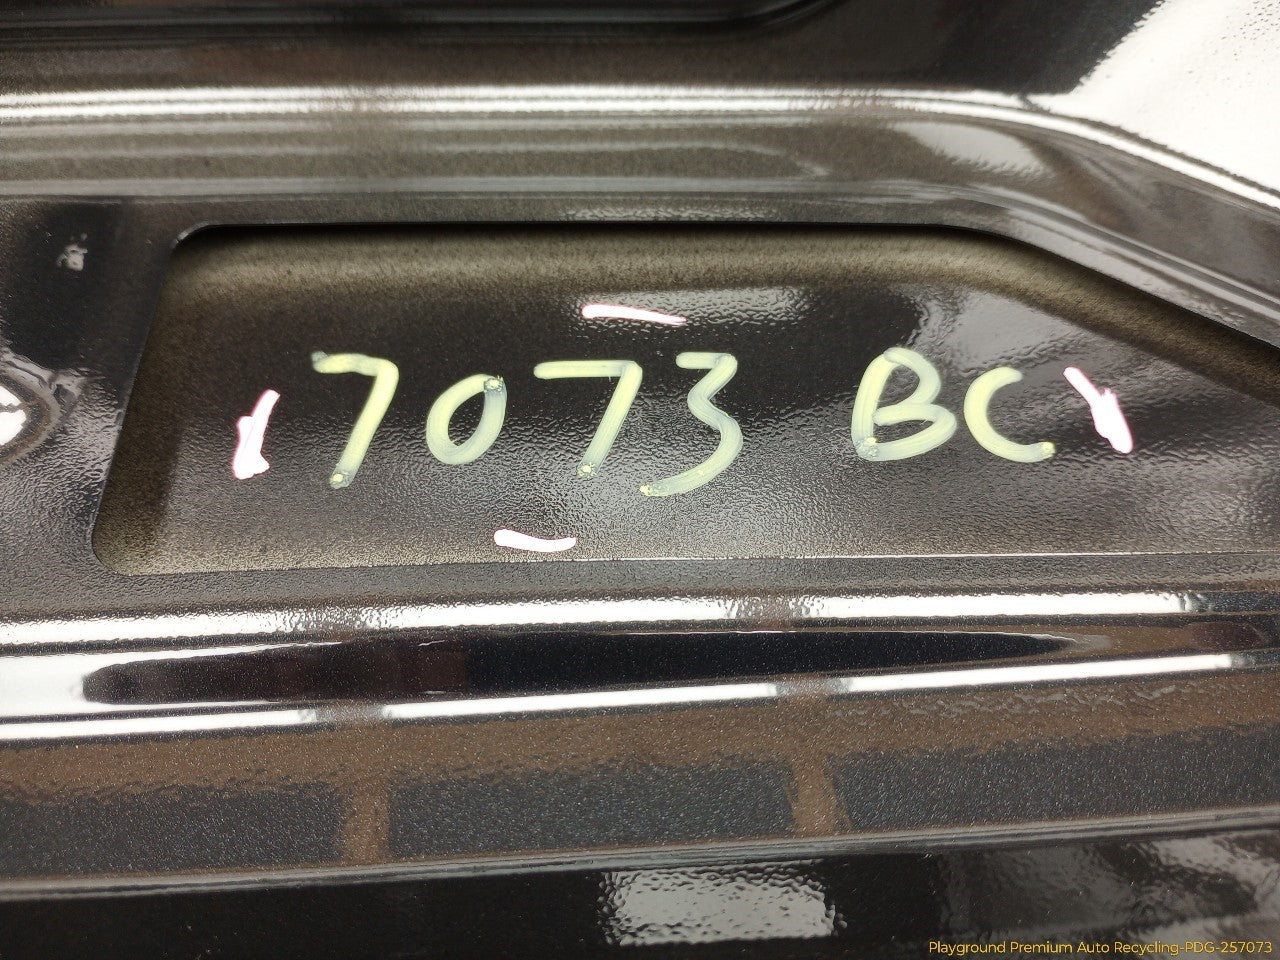 7073 BC
Playground Premium Auto Recycling-PDG-257073